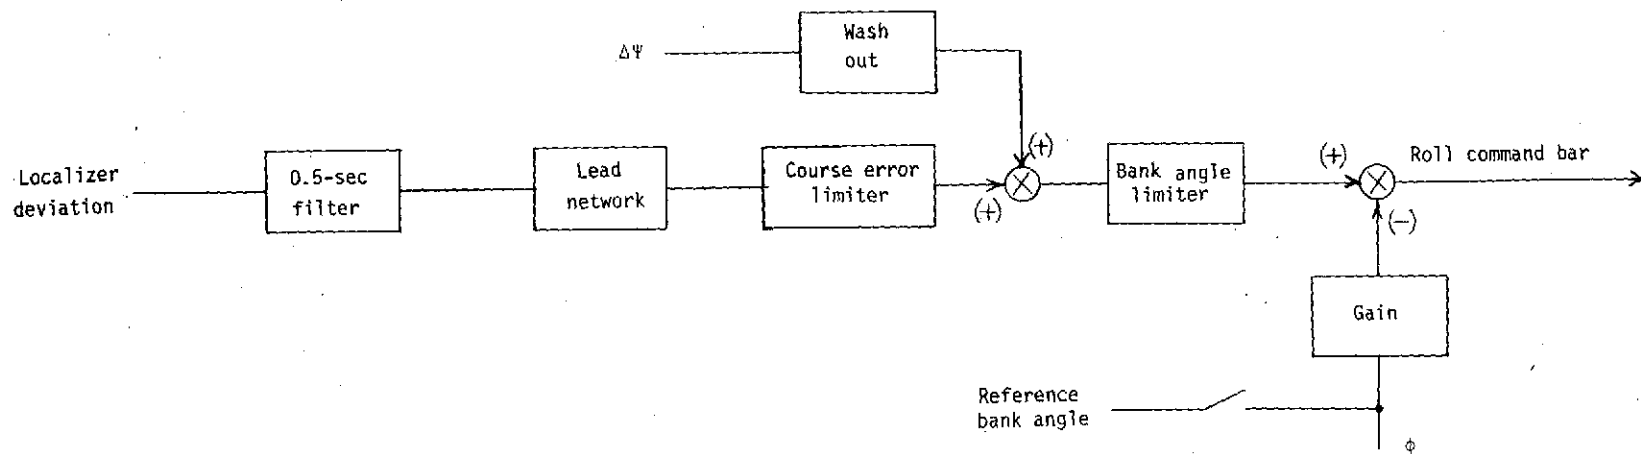 Wash
out
ΔΨ
(+)
(+)
Localizer
deviation
0.5-sec
filter
Lead
network
Course error
limiter
(+)
Bank angle
limiter
Roll command bar
(-)
Gain
Reference
bank angle
ϕ